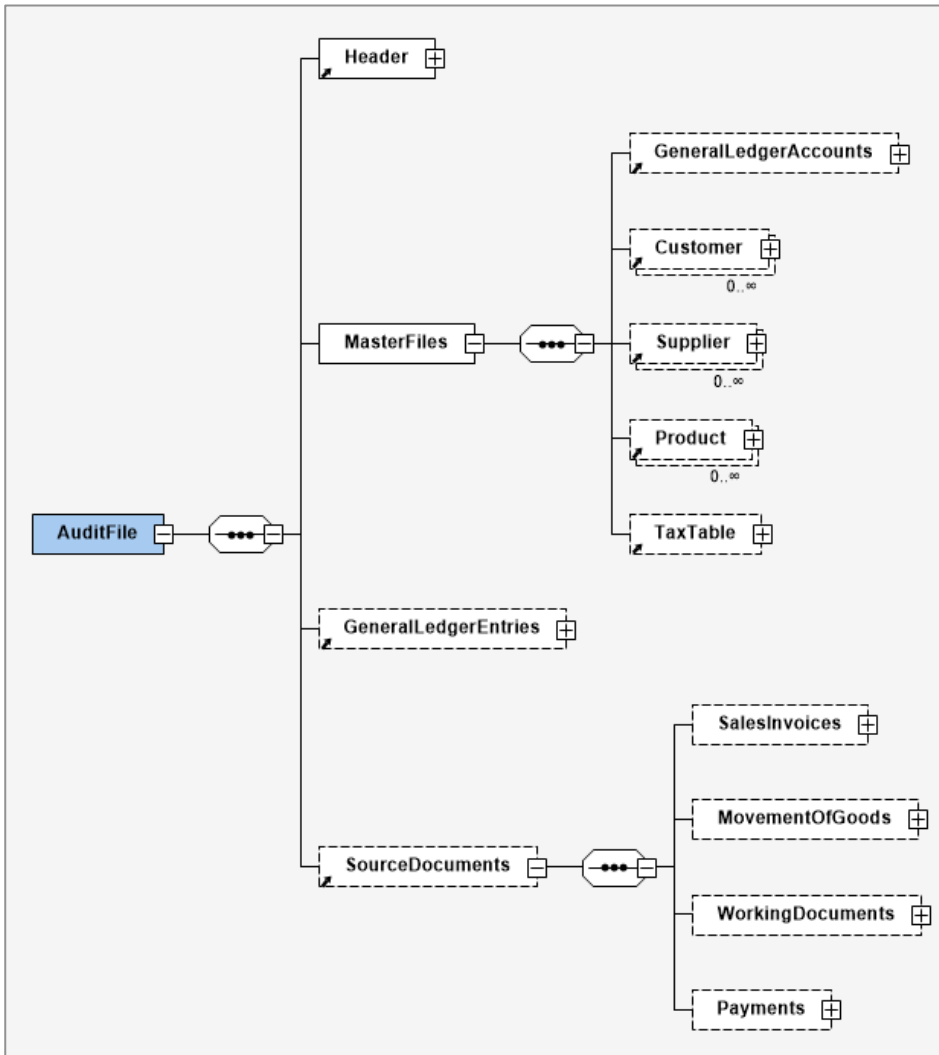 Header
GeneralLedgerAccounts
Customer
0..∞
MasterFiles
Supplier
0..∞
Product
0..∞
AuditFile
TaxTable
GeneralLedgerEntries
SalesInvoices
MovementOfGoods
SourceDocuments
WorkingDocuments
Payments